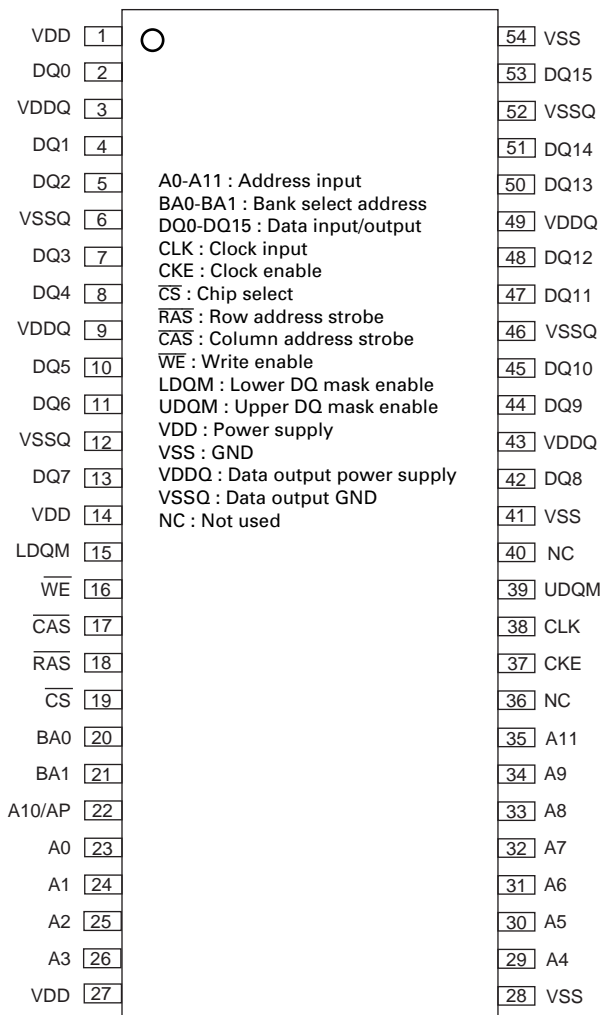 VDD 1 54 VSS
DQ0 2 53 DQ15
VDDQ 3 52 VSSQ
DQ1 4 51 DQ14
DQ2 5 A0-A11 : Address input 50 DQ13
BA0-BA1 : Bank select address
VSSQ 6 DQ0-DQ15 : Data input/output 49 VDDQ
DQ3 7 CLK : Clock input 48 DQ12
CKE : Clock enable
DQ4 8 C̅S̅ : Chip select 47 DQ11
R̅A̅S̅ : Row address strobe
VDDQ 9 C̅A̅S̅ : Column address strobe 46 VSSQ
DQ5 10 W̅E̅ : Write enable 45 DQ10
LDQM : Lower DQ mask enable
DQ6 11 UDQM : Upper DQ mask enable 44 DQ9
VDD : Power supply
VSSQ 12 VSS : GND 43 VDDQ
DQ7 13 VDDQ : Data output power supply 42 DQ8
VSSQ : Data output GND
VDD 14 NC : Not used 41 VSS
LDQM 15 40 NC
W̅E̅ 16 39 UDQM
C̅A̅S̅ 17 38 CLK
R̅A̅S̅ 18 37 CKE
C̅S̅ 19 36 NC
BA0 20 35 A11
BA1 21 34 A9
A10/AP 22 33 A8
A0 23 32 A7
A1 24 31 A6
A2 25 30 A5
A3 26 29 A4
VDD 27 28 VSS